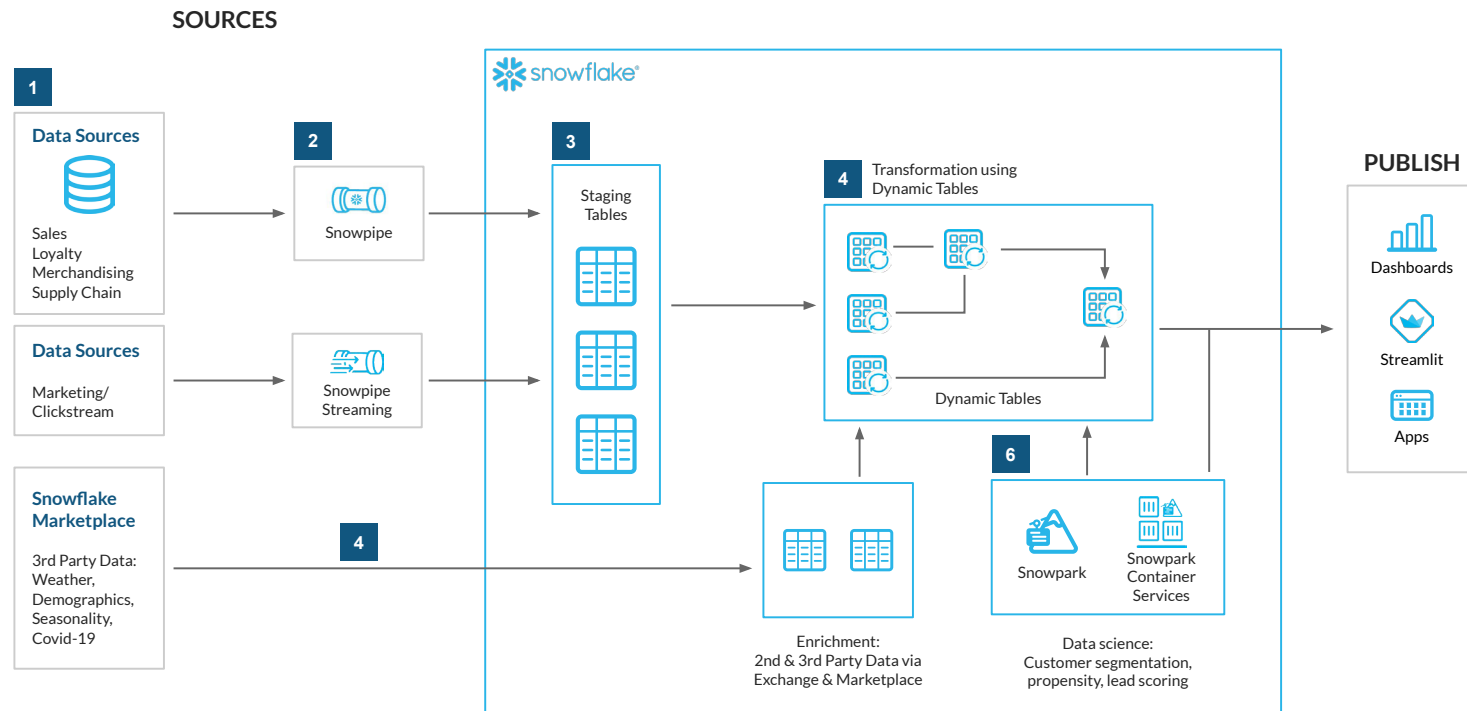 SOURCES
1
Data Sources
Sales
Loyalty
Merchandising
Supply Chain
2
Snowpipe
Data Sources
Marketing/
Clickstream
Snowpipe
Streaming
Snowflake
Marketplace
3rd Party Data:
Weather,
Demographics,
Seasonality,
Covid-19
4
snowflake®
3
Staging
Tables
4
Transformation using
Dynamic Tables
Dynamic Tables
Enrichment:
2nd & 3rd Party Data via
Exchange & Marketplace
6
Snowpark
Snowpark
Container
Services
Data science:
Customer segmentation,
propensity, lead scoring
PUBLISH
Dashboards
Streamlit
Apps